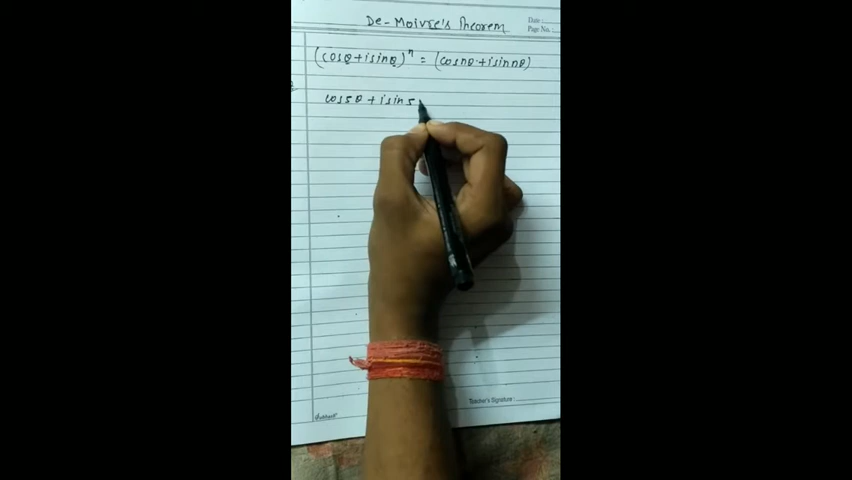 De-Moivre's Theorem
Date :
Page No. :
(cosθ+isinθ)ⁿ = (cosnθ+isinnθ)
cos5θ + isin5
Teacher's Signature :